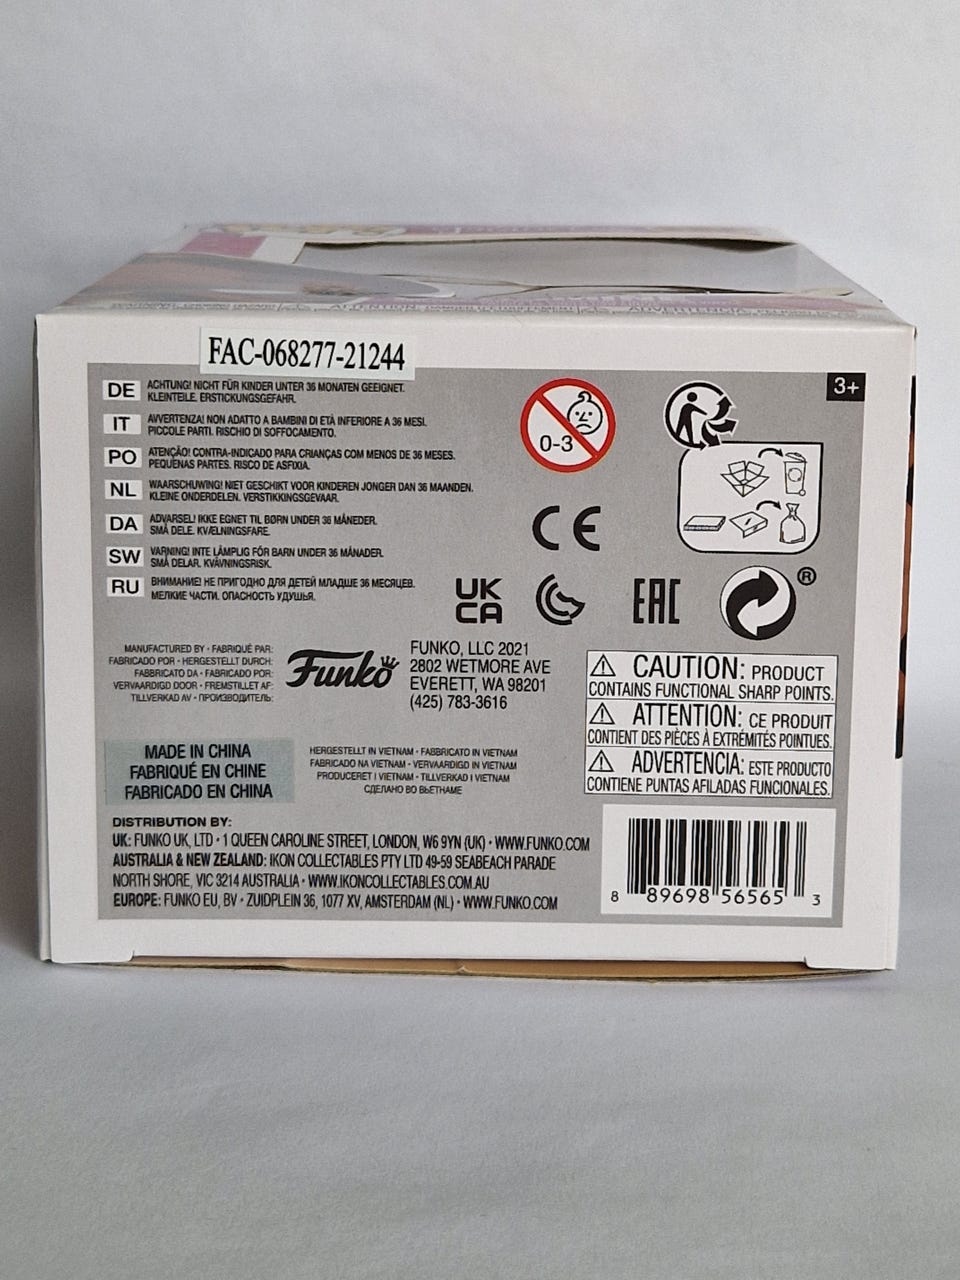 FAC-068277-21244
3+
DE ACHTUNG! NICHT FÜR KINDER UNTER 36 MONATEN GEEIGNET.
KLEINTEILE. ERSTICKUNGSGEFAHR.
IT AVVERTENZA! NON ADATTO A BAMBINI DI ETÀ INFERIORE A 36 MESI.
PICCOLE PARTI. RISCHIO DI SOFFOCAMENTO.
PO ATENÇÃO! CONTRA-INDICADO PARA CRIANÇAS COM MENOS DE 36 MESES.
PEQUENAS PARTES. RISCO DE ASFIXIA.
NL WAARSCHUWING! NIET GESCHIKT VOOR KINDEREN JONGER DAN 36 MAANDEN.
KLEINE ONDERDELEN. VERSTIKKINGSGEVAAR.
DA ADVARSEL! IKKE EGNET TIL BØRN UNDER 36 MÅNEDER.
SMÅ DELE. KVÆLNINGSFARE.
SW VARNING! INTE LÄMPLIG FÖR BARN UNDER 36 MÅNADER.
SMÅ DELAR. KVÄVNINGSRISK.
RU ВНИМАНИЕ! НЕ ПРИГОДНО ДЛЯ ДЕТЕЙ МЛАДШЕ 36 МЕСЯЦЕВ.
МЕЛКИЕ ЧАСТИ. ОПАСНОСТЬ УДУШЬЯ.
0-3
CE
UK
CA
EAC
®
MANUFACTURED BY • FABRIQUÉ PAR:
FABRICADO POR • HERGESTELLT DURCH:
FABBRICATO DA • FABRICADO POR:
VERVAARDIGD DOOR • FREMSTILLET AF:
TILLVERKAD AV • ПРОИЗВОДИТЕЛЬ:
Funko
FUNKO, LLC 2021
2802 WETMORE AVE
EVERETT, WA 98201
(425) 783-3616
CAUTION: PRODUCT
CONTAINS FUNCTIONAL SHARP POINTS.
ATTENTION: CE PRODUIT
CONTIENT DES PIÈCES À EXTRÉMITÉS POINTUES.
ADVERTENCIA: ESTE PRODUCTO
CONTIENE PUNTAS AFILADAS FUNCIONALES.
MADE IN CHINA
FABRIQUÉ EN CHINE
FABRICADO EN CHINA
HERGESTELLT IN VIETNAM • FABBRICATO IN VIETNAM
FABRICADO NA VIETNAM • VERVAARDIGD IN VIETNAM
PRODUCERET I VIETNAM • TILLVERKAD I VIETNAM
СДЕЛАНО ВО ВЬЕТНАМЕ
DISTRIBUTION BY:
UK: FUNKO UK, LTD • 1 QUEEN CAROLINE STREET, LONDON, W6 9YN (UK) • WWW.FUNKO.COM
AUSTRALIA & NEW ZEALAND: IKON COLLECTABLES PTY LTD 49-59 SEABEACH PARADE
NORTH SHORE, VIC 3214 AUSTRALIA • WWW.IKONCOLLECTABLES.COM.AU
EUROPE: FUNKO EU, BV • ZUIDPLEIN 36, 1077 XV, AMSTERDAM (NL) • WWW.FUNKO.COM
8 89698 56565 3